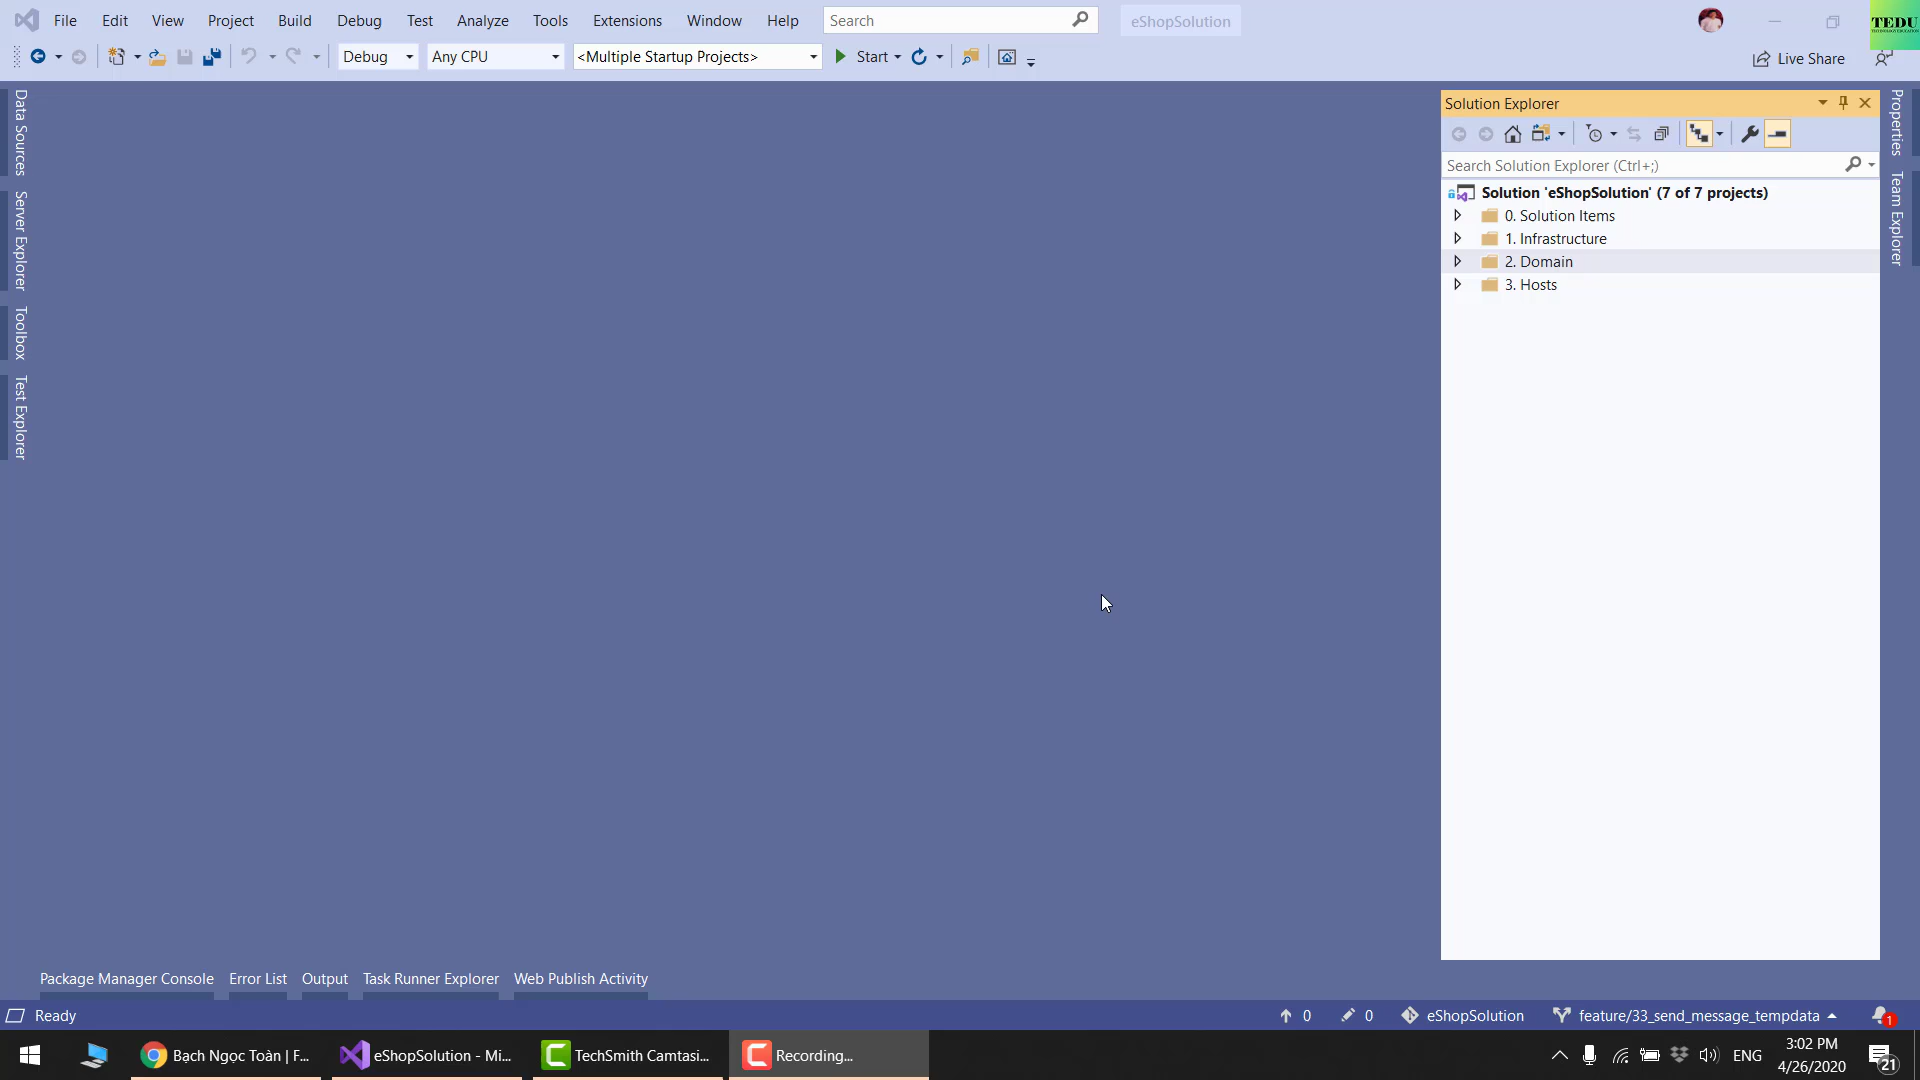 File Edit View Project Build Debug Test Analyze Tools Extensions Window Help Search eShopSolution
TEDU
Debug Any CPU <Multiple Startup Projects> Start Live Share
Data Sources
Server Explorer
Toolbox
Test Explorer
Solution Explorer
Search Solution Explorer (Ctrl+;)
Solution 'eShopSolution' (7 of 7 projects)
0. Solution Items
1. Infrastructure
2. Domain
3. Hosts
Properties
Team Explorer
Package Manager Console Error List Output Task Runner Explorer Web Publish Activity
Ready 0 0 eShopSolution feature/33_send_message_tempdata 1
Bạch Ngọc Toàn | F... eShopSolution - Mi... TechSmith Camtasi... Recording... ENG 3:02 PM 21
4/26/2020